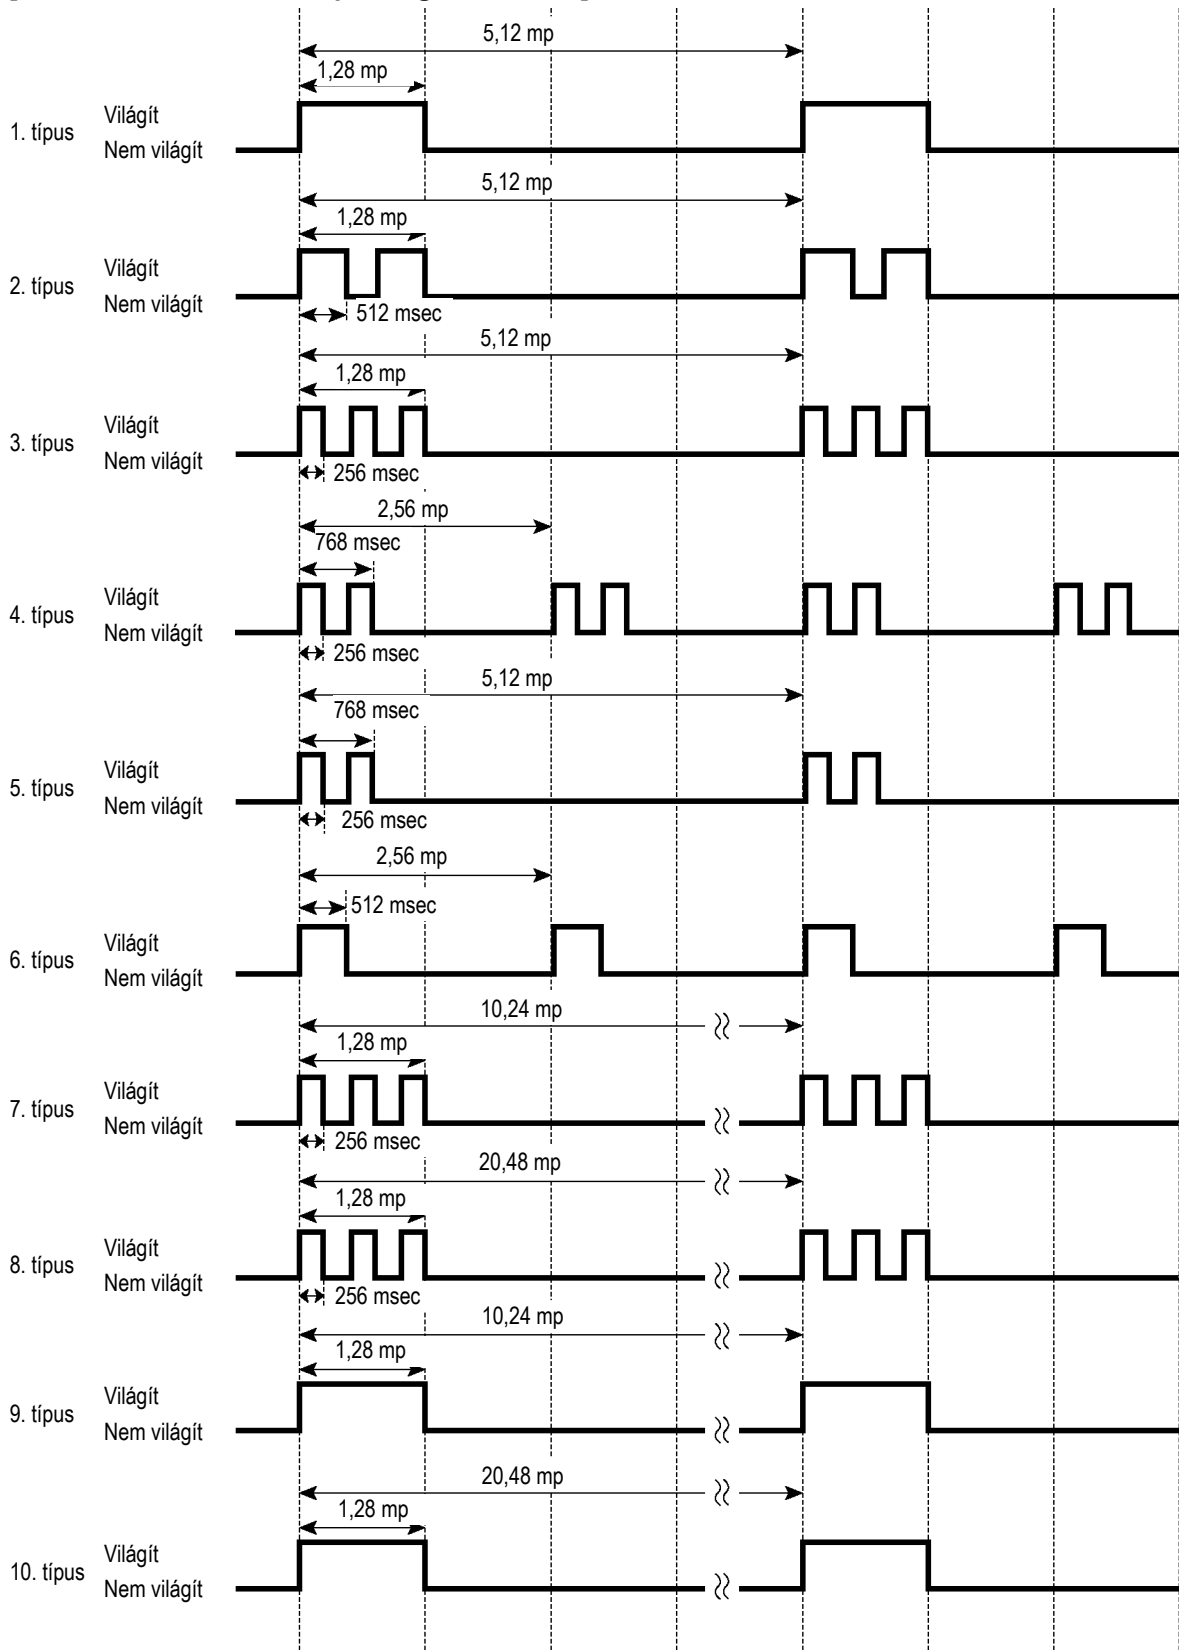 5,12 mp
1,28 mp
1. típus
Világít
Nem világít
5,12 mp
1,28 mp
2. típus
Világít
Nem világít
512 msec
5,12 mp
1,28 mp
3. típus
Világít
Nem világít
256 msec
2,56 mp
768 msec
4. típus
Világít
Nem világít
256 msec
5,12 mp
768 msec
5. típus
Világít
Nem világít
256 msec
2,56 mp
512 msec
6. típus
Világít
Nem világít
10,24 mp
1,28 mp
7. típus
Világít
Nem világít
256 msec
20,48 mp
1,28 mp
8. típus
Világít
Nem világít
256 msec
10,24 mp
1,28 mp
9. típus
Világít
Nem világít
20,48 mp
1,28 mp
10. típus
Világít
Nem világít